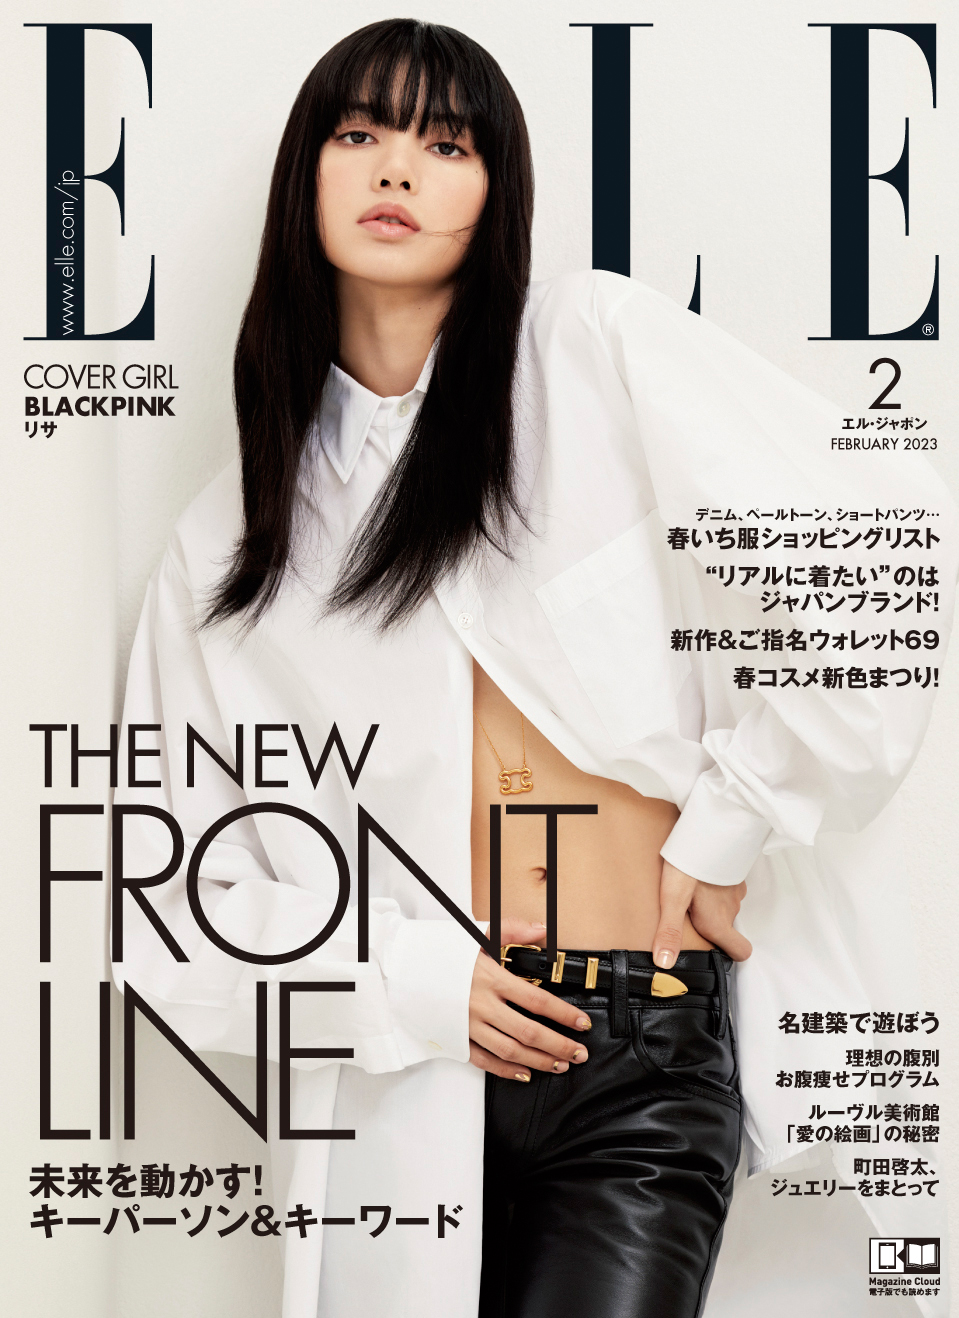 ELLE
www.elle.com/jp
®
COVER GIRL
BLACKPINK
リサ
2
エル・ジャポン
FEBRUARY 2023
デニム、ペールトーン、ショートパンツ…
春いち服ショッピングリスト
“リアルに着たい”のは
ジャパンブランド!
新作&ご指名ウォレット69
春コスメ新色まつり!
THE NEW
FRONT
LINE
未来を動かす!
キーパーソン&キーワード
名建築で遊ぼう
理想の腹別
お腹痩せプログラム
ルーヴル美術館
「愛の絵画」の秘密
町田啓太、
ジュエリーをまとって
Magazine Cloud
電子版でも読めます